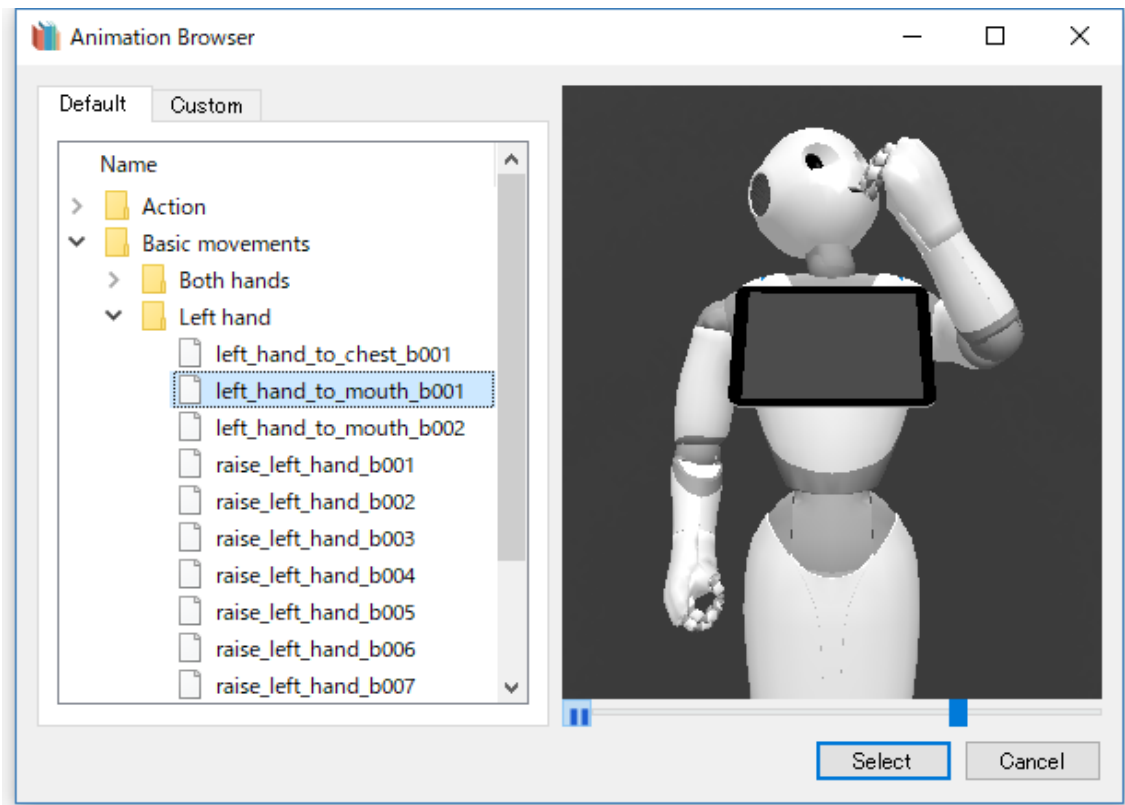 Animation Browser
Default Custom
Name
Action
Basic movements
Both hands
Left hand
left_hand_to_chest_b001
left_hand_to_mouth_b001
left_hand_to_mouth_b002
raise_left_hand_b001
raise_left_hand_b002
raise_left_hand_b003
raise_left_hand_b004
raise_left_hand_b005
raise_left_hand_b006
raise_left_hand_b007
Select Cancel